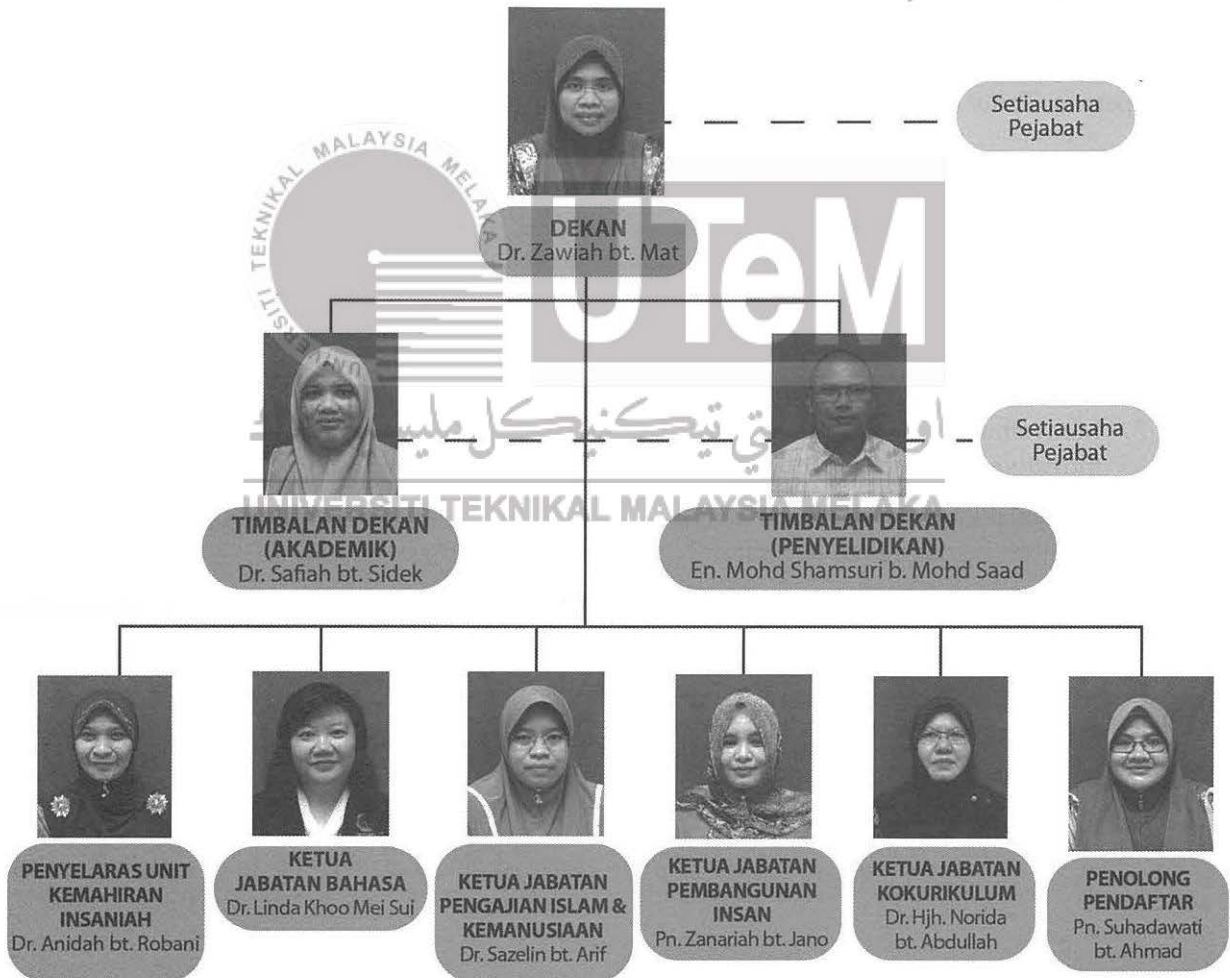 Setiausaha
Pejabat
UNIVERSITI TEKNIKAL MALAYSIA MELAKA
UTeM
DEKAN
Dr. Zawiah bt. Mat
Setiausaha
Pejabat
UNIVERSITI TEKNIKAL MALAYSIA MELAKA
TIMBALAN DEKAN
(AKADEMIK)
Dr. Safiah bt. Sidek
TIMBALAN DEKAN
(PENYELIDIKAN)
En. Mohd Shamsuri b. Mohd Saad
PENYELARAS UNIT
KEMAHIRAN
INSANIAH
Dr. Anidah bt. Robani
KETUA
JABATAN BAHASA
Dr. Linda Khoo Mei Sui
KETUA JABATAN
PENGAJIAN ISLAM &
KEMANUSIAAN
Dr. Sazelin bt. Arif
KETUA JABATAN
PEMBANGUNAN
INSAN
Pn. Zanariah bt. Jano
KETUA JABATAN
KOKURIKULUM
Dr. Hjh. Norida
bt. Abdullah
PENOLONG
PENDAFTAR
Pn. Suhadawati
bt. Ahmad